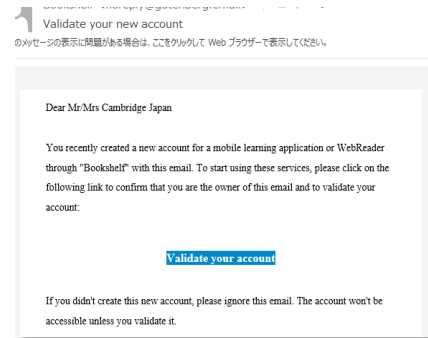 Validate your new account
のメッセージの表示に問題がある場合は、ここをクリックして Web ブラウザーで表示してください。
Dear Mr/Mrs Cambridge Japan
You recently created a new account for a mobile learning application or WebReader
through "Bookshelf" with this email. To start using these services, please click on the
following link to confirm that you are the owner of this email and to validate your
account:
Validate your account
If you didn't create this new account, please ignore this email. The account won't be
accessible unless you validate it.